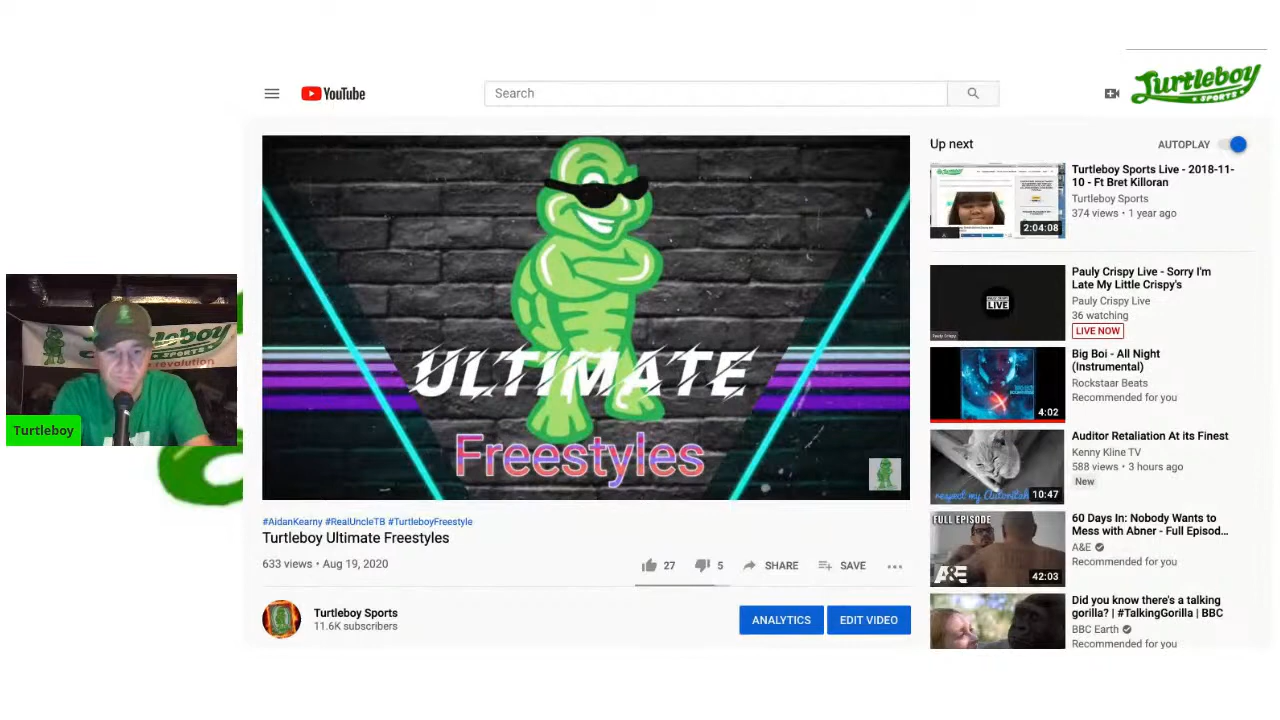 YouTube
Search
Turtleboy
SPORTS
ULTIMATE
Freestyles
#AidanKearny #RealUncleTB #TurtleboyFreestyle
Turtleboy Ultimate Freestyles
633 views • Aug 19, 2020
27
5
SHARE
SAVE
Turtleboy Sports
11.6K subscribers
ANALYTICS
EDIT VIDEO
Up next
AUTOPLAY
2:04:08
Turtleboy Sports Live - 2018-11-
10 - Ft Bret Killoran
Turtleboy Sports
374 views • 1 year ago
LIVE
Pauly Crispy Live - Sorry I'm
Late My Little Crispy's
Pauly Crispy Live
36 watching
LIVE NOW
4:02
Big Boi - All Night
(Instrumental)
Rockstaar Beats
Recommended for you
respect my Autoritah
10:47
Auditor Retaliation At its Finest
Kenny Kline TV
588 views • 3 hours ago
New
FULL EPISODE
A&E
42:03
60 Days In: Nobody Wants to
Mess with Abner - Full Episod...
A&E
Recommended for you
Did you know there's a talking
gorilla? | #TalkingGorilla | BBC
BBC Earth
Recommended for you
SPORTS
revolution
Turtleboy